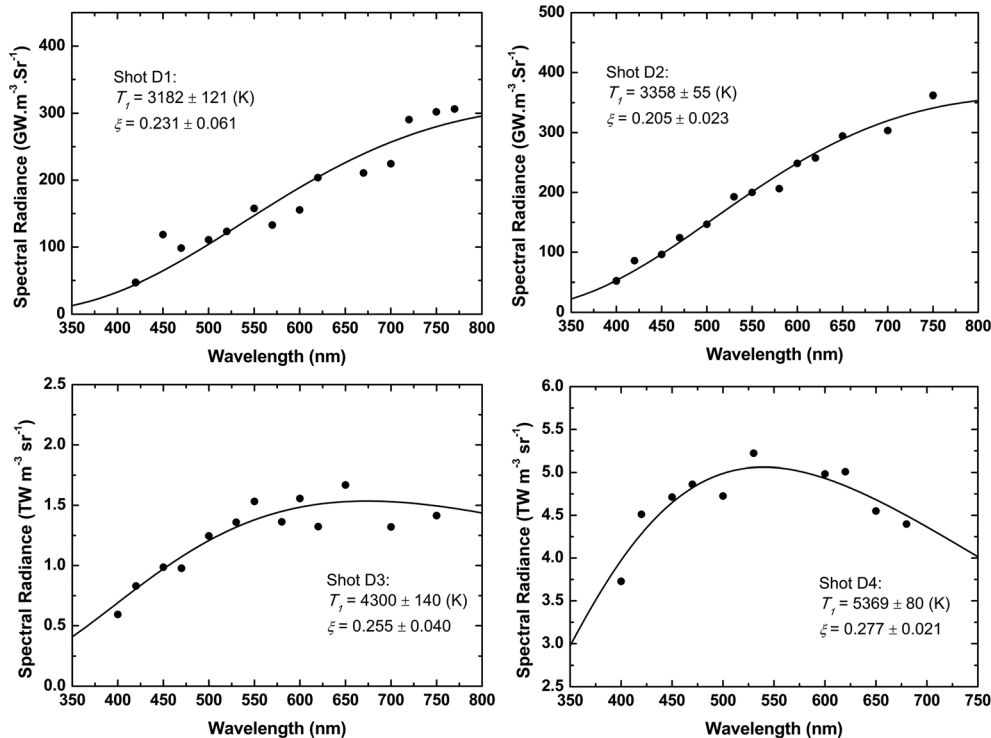 Spectral Radiance (GW.m⁻³.Sr⁻¹)
400
300
200
100
0
Shot D1:
T₁ = 3182 ± 121 (K)
ξ = 0.231 ± 0.061
350 400 450 500 550 600 650 700 750 800
Wavelength (nm)
Spectral Radiance (GW.m⁻³.Sr⁻¹)
500
400
300
200
100
0
Shot D2:
T₁ = 3358 ± 55 (K)
ξ = 0.205 ± 0.023
350 400 450 500 550 600 650 700 750 800
Wavelength (nm)
Spectral Radiance (TW m⁻³ sr⁻¹)
2.5
2.0
1.5
1.0
0.5
0.0
Shot D3:
T₁ = 4300 ± 140 (K)
ξ = 0.255 ± 0.040
350 400 450 500 550 600 650 700 750 800
Wavelength (nm)
Spectral Radiance (TW m⁻³ sr⁻¹)
6.0
5.5
5.0
4.5
4.0
3.5
3.0
2.5
Shot D4:
T₁ = 5369 ± 80 (K)
ξ = 0.277 ± 0.021
350 400 450 500 550 600 650 700 750
Wavelength (nm)